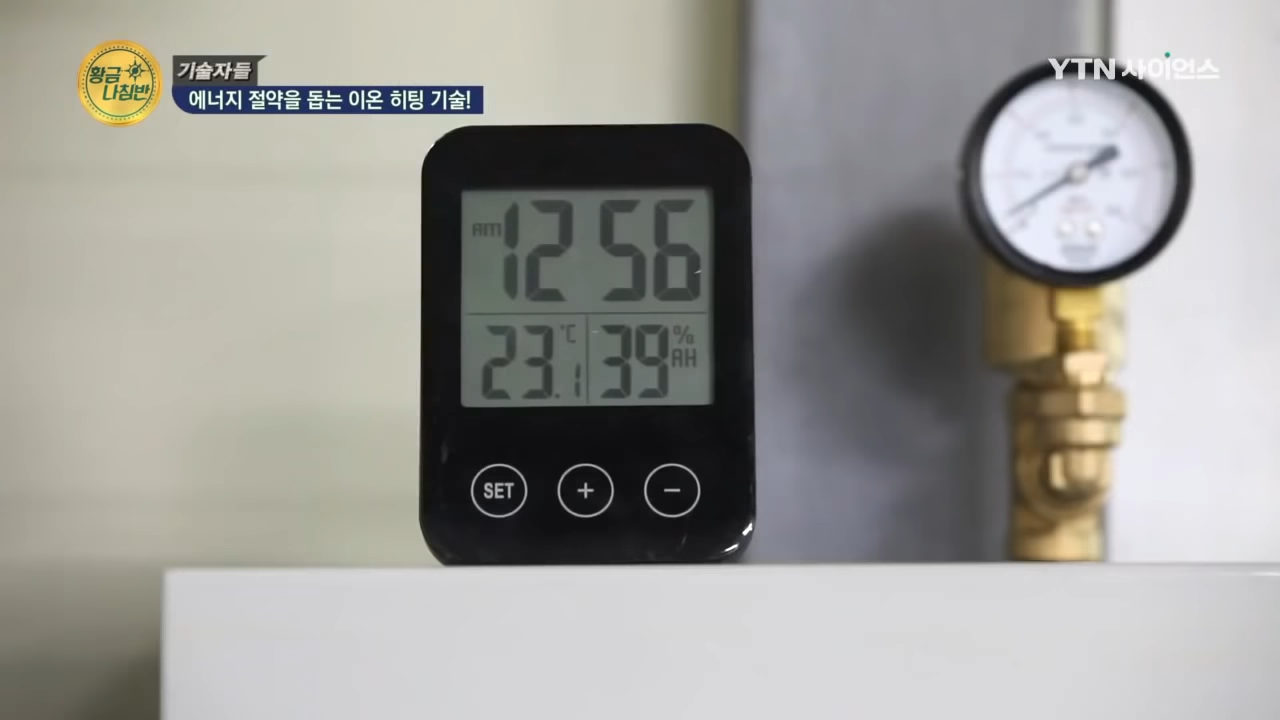 황금
나침반
기술자들
에너지 절약을 돕는 이온 히팅 기술!
YTN 사이언스
AM 12 56
23.1 °C 39 % RH
SET + −